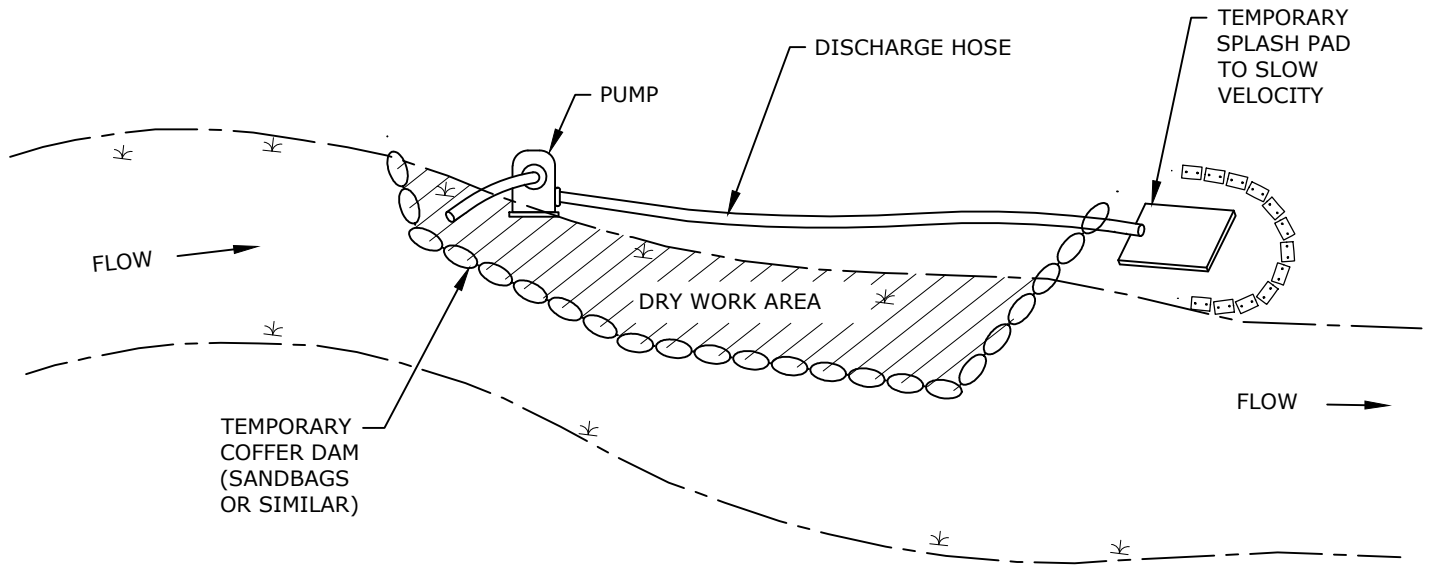 TEMPORARY
SPLASH PAD
TO SLOW
VELOCITY
DISCHARGE HOSE
PUMP
FLOW
DRY WORK AREA
FLOW
TEMPORARY
COFFER DAM
(SANDBAGS
OR SIMILAR)